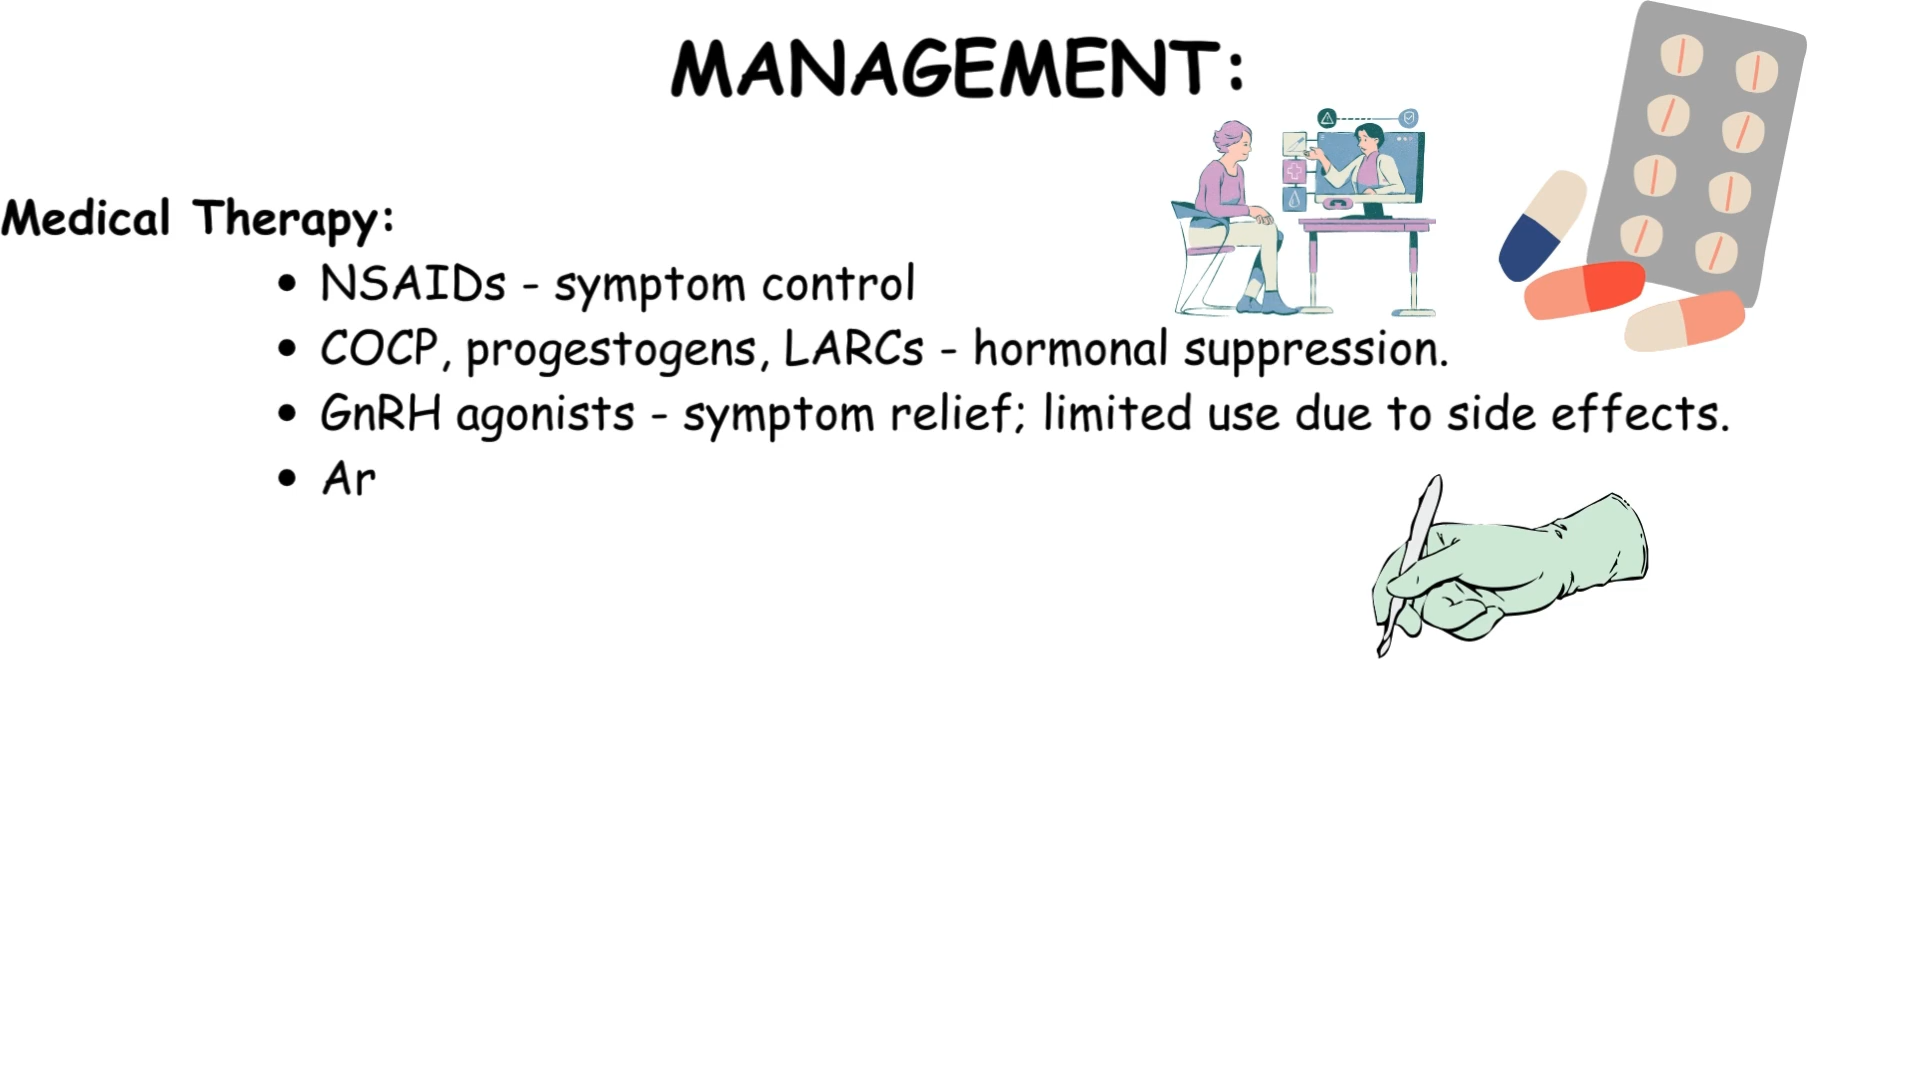 MANAGEMENT:
Medical Therapy:
• NSAIDs - symptom control
• COCP, progestogens, LARCs - hormonal suppression.
• GnRH agonists - symptom relief; limited use due to side effects.
• Ar